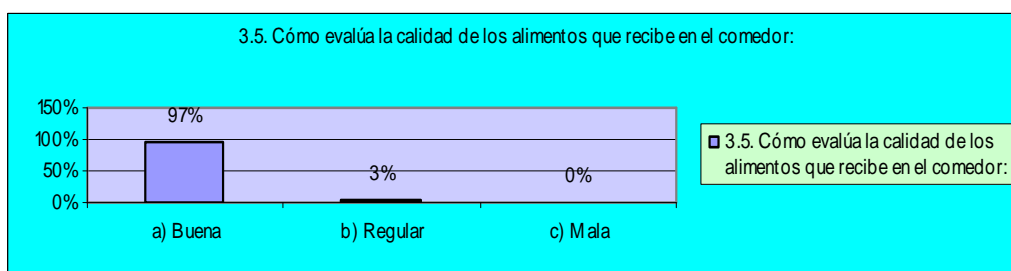 3.5. Cómo evalúa la calidad de los alimentos que recibe en el comedor:
150%
100%
50%
0%
97%
3%
0%
a) Buena
b) Regular
c) Mala
3.5. Cómo evalúa la calidad de los
alimentos que recibe en el comedor: